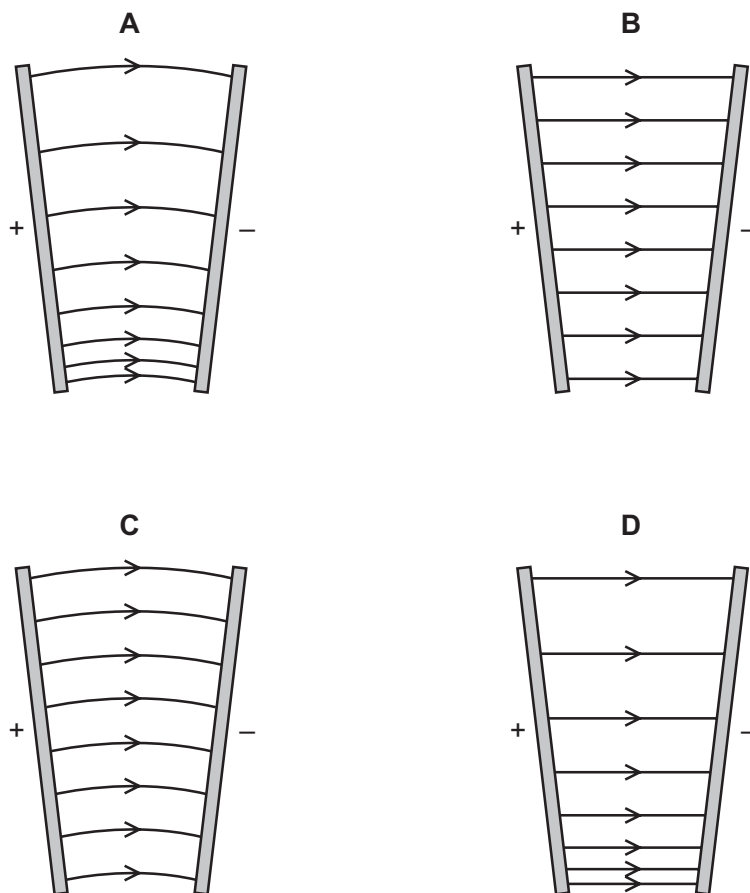 A B
+ – + –
C D
+ – + –